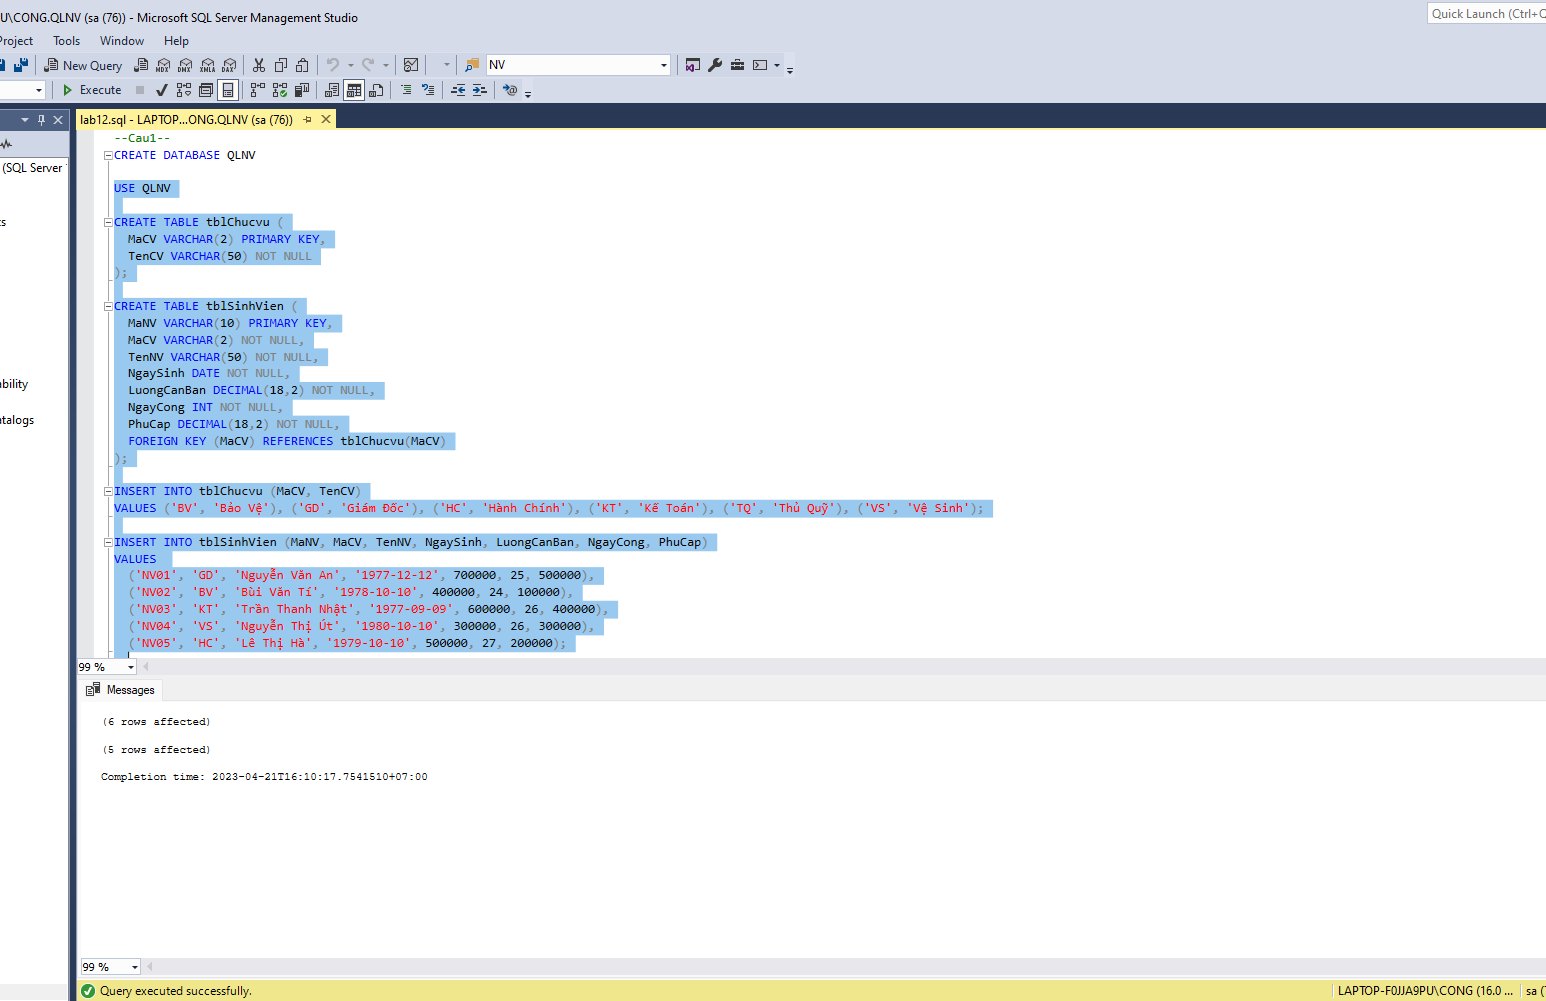 U\CONG.QLNV (sa (76)) - Microsoft SQL Server Management Studio
Quick Launch (Ctrl+Q
Project Tools Window Help
New Query MDX DMX XMLA DAX NV
Execute
lab12.sql - LAPTOP...ONG.QLNV (sa (76))
(SQL Server
ts
ability
atalogs
--Cau1--
CREATE DATABASE QLNV
USE QLNV
CREATE TABLE tblChucvu (
MaCV VARCHAR(2) PRIMARY KEY,
TenCV VARCHAR(50) NOT NULL
);
CREATE TABLE tblSinhVien (
MaNV VARCHAR(10) PRIMARY KEY,
MaCV VARCHAR(2) NOT NULL,
TenNV VARCHAR(50) NOT NULL,
NgaySinh DATE NOT NULL,
LuongCanBan DECIMAL(18,2) NOT NULL,
NgayCong INT NOT NULL,
PhuCap DECIMAL(18,2) NOT NULL,
FOREIGN KEY (MaCV) REFERENCES tblChucvu(MaCV)
);
INSERT INTO tblChucvu (MaCV, TenCV)
VALUES ('BV', 'Bảo Vệ'), ('GD', 'Giám Đốc'), ('HC', 'Hành Chính'), ('KT', 'Kế Toán'), ('TQ', 'Thủ Quỹ'), ('VS', 'Vệ Sinh');
INSERT INTO tblSinhVien (MaNV, MaCV, TenNV, NgaySinh, LuongCanBan, NgayCong, PhuCap)
VALUES
('NV01', 'GD', 'Nguyễn Văn An', '1977-12-12', 700000, 25, 500000),
('NV02', 'BV', 'Bùi Văn Tí', '1978-10-10', 400000, 24, 100000),
('NV03', 'KT', 'Trần Thanh Nhật', '1977-09-09', 600000, 26, 400000),
('NV04', 'VS', 'Nguyễn Thị Út', '1980-10-10', 300000, 26, 300000),
('NV05', 'HC', 'Lê Thị Hà', '1979-10-10', 500000, 27, 200000);
99 %
Messages
(6 rows affected)
(5 rows affected)
Completion time: 2023-04-21T16:10:17.7541510+07:00
99 %
Query executed successfully.
LAPTOP-F0JJA9PU\CONG (16.0 ...
sa (7